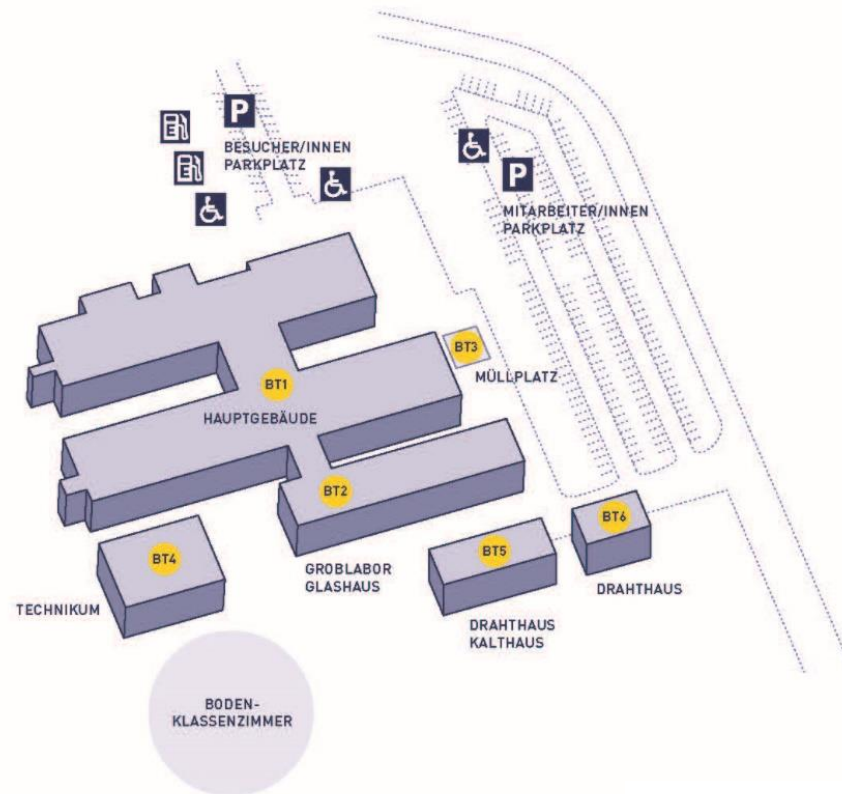 P
BESUCHER/INNEN
PARKPLATZ
P
MITARBEITER/INNEN
PARKPLATZ
BT3
MÜLLPLATZ
BT1
HAUPTGEBÄUDE
BT2
GROBLABOR
GLASHAUS
BT4
TECHNIKUM
BT5
DRAHTHAUS
KALTHAUS
BT6
DRAHTHAUS
BODEN-
KLASSENZIMMER